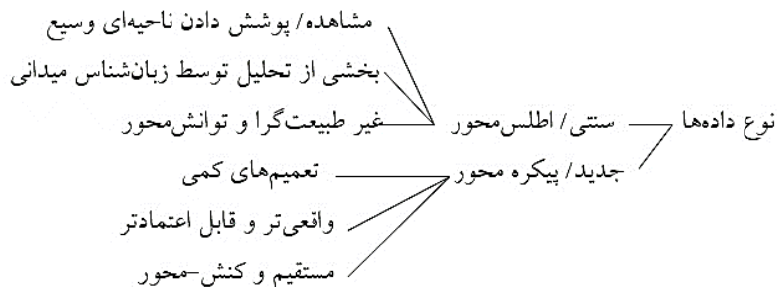 مشاهده/ پوشش دادن ناحیه‌ای وسیع
بخشی از تحلیل توسط زبان‌شناس میدانی
نوع داده‌ها سنتی/ اطلس‌محور غیر طبیعت‌گرا و توانش‌محور
جدید/ پیکره محور تعمیم‌های کمی
واقعی‌تر و قابل اعتمادتر
مستقیم و کنش-محور